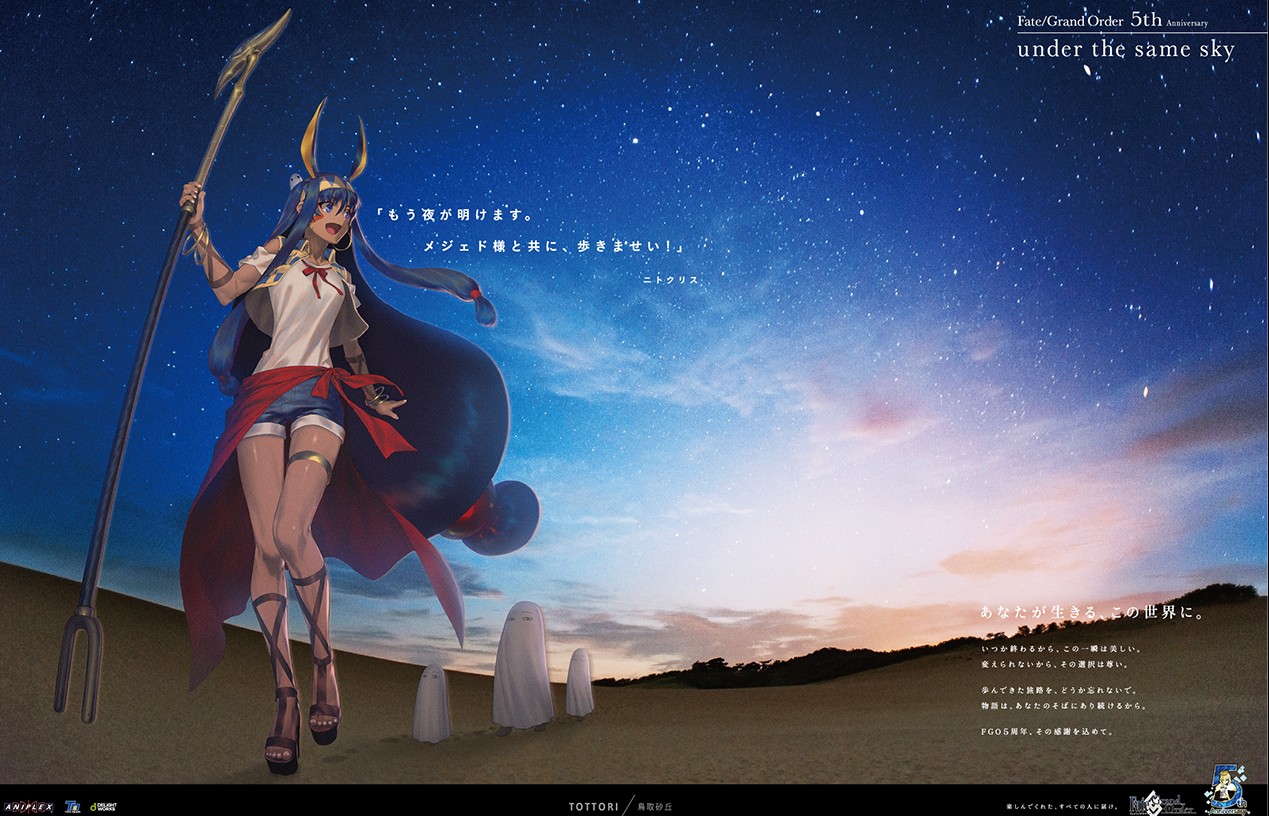 Fate/Grand Order 5th Anniversary
under the same sky
「もう夜が明けます。
メジェド様と共に、歩きませい！」
ニトクリス
あなたが生きる、この世界に。
いつか終わるから、この一瞬は美しい。
変えられないから、その選択は尊い。
歩んできた旅路を、どうか忘れないで。
物語は、あなたのそばにあり続けるから。
FGO5周年、その感謝を込めて。
ANIPLEX
DELIGHT WORKS
TOTTORI／鳥取砂丘
楽しんでくれた、すべての人に届け。
Fate Grand Order
5th Anniversary